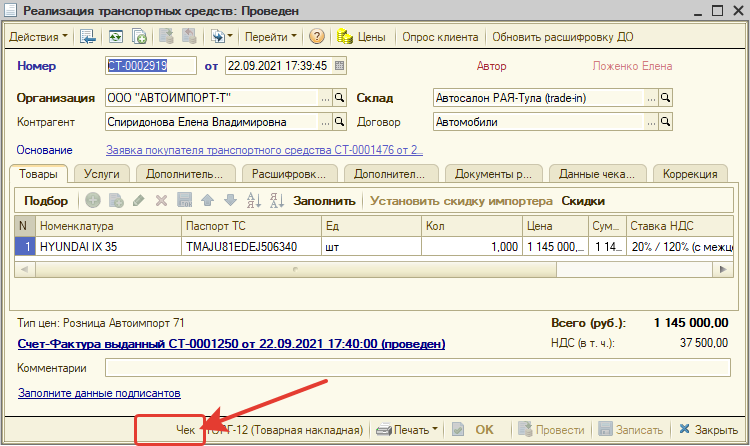 Реализация транспортных средств: Проведен
Действия Перейти ? Цены Опрос клиента Обновить расшифровку ДО
Номер СТ-0002919 от 22.09.2021 17:39:45 Автор Ложенко Елена
Организация ООО "АВТОИМПОРТ-Т" ... Склад Автосалон РАЯ-Тула (trade-in) ...
Контрагент Спиридонова Елена Владимировна ... Договор Автомобили ...
Основание Заявка покупателя транспортного средства СТ-0001476 от 2..
Товары Услуги Дополнитель... Расшифровк... Дополнител... Документы р... Данные чека... Коррекция
Подбор Заполнить Установить скидку импортера Скидки
N Номенклатура Паспорт ТС Ед Кол Цена Сум... Ставка НДС
1 HYUNDAI IX 35 TMAJU81EDEJ506340 шт 1,000 1 145 000,... 1 14... 20% / 120% (с межце
Тип цен: Розница Автоимпорт 71 Всего (руб.): 1 145 000,00
Счет-Фактура выданный СТ-0001250 от 22.09.2021 17:40:00 (проведен) НДС (в т. ч.): 37 500,00
Комментарии
Заполните данные подписантов
Чек ТОРГ-12 (Товарная накладная) Печать OK Провести Записать Закрыть